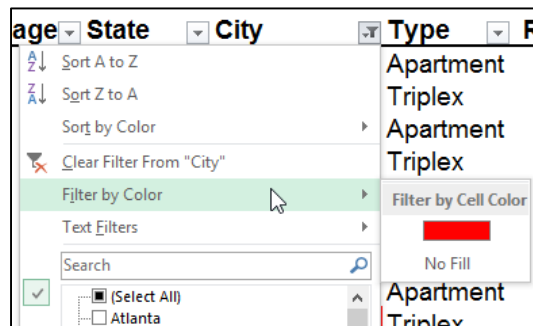 age State City Type R
Sort A to Z
Apartment
Sort Z to A
Triplex
Sort by Color
Apartment
Clear Filter From "City"
Triplex
Filter by Color
Filter by Cell Color
Text Filters
No Fill
Search
(Select All)
Apartment
Atlanta
Triplex